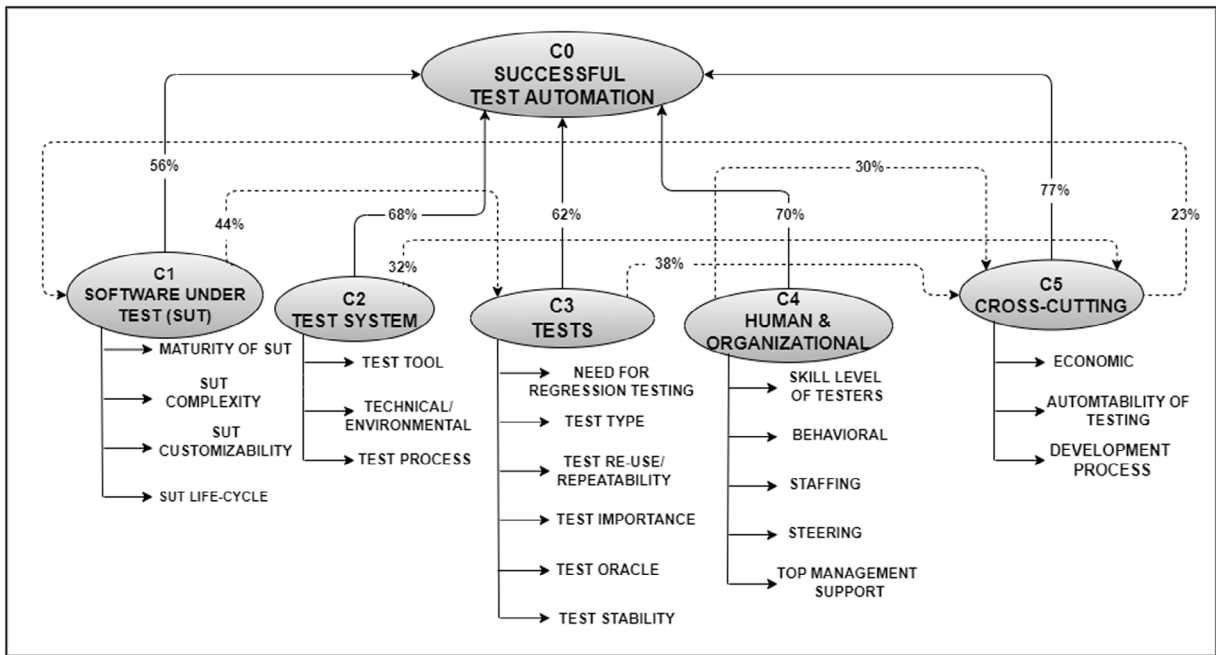 C0
SUCCESSFUL
TEST AUTOMATION
56%
44%
68%
32%
62%
38%
70%
30%
77%
23%
C1
SOFTWARE UNDER
TEST (SUT)
MATURITY OF SUT
SUT
COMPLEXITY
SUT
CUSTOMIZABILITY
SUT LIFE-CYCLE
C2
TEST SYSTEM
TEST TOOL
TECHNICAL/
ENVIRONMENTAL
TEST PROCESS
C3
TESTS
NEED FOR
REGRESSION TESTING
TEST TYPE
TEST RE-USE/
REPEATABILITY
TEST IMPORTANCE
TEST ORACLE
TEST STABILITY
C4
HUMAN &
ORGANIZATIONAL
SKILL LEVEL
OF TESTERS
BEHAVIORAL
STAFFING
STEERING
TOP MANAGEMENT
SUPPORT
C5
CROSS-CUTTING
ECONOMIC
AUTOMTABILITY OF
TESTING
DEVELOPMENT
PROCESS